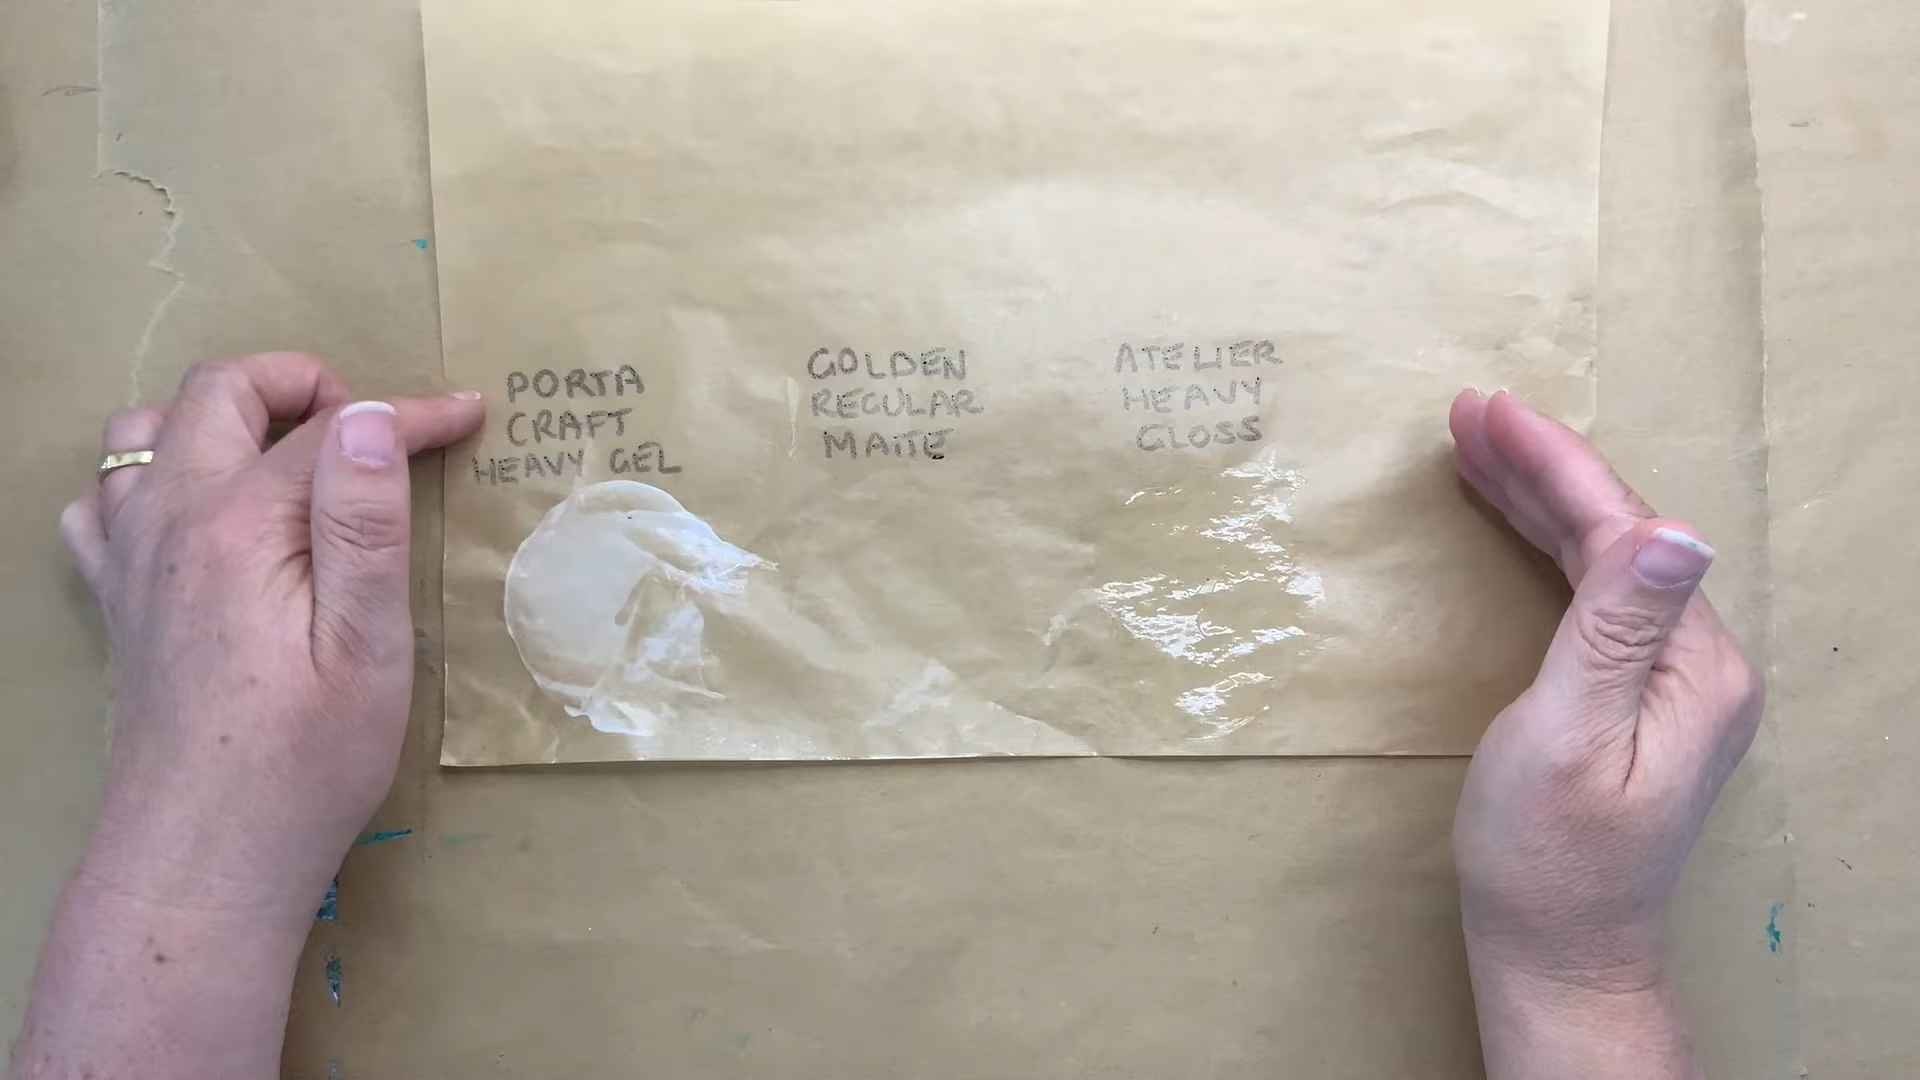 PORTA
CRAFT
HEAVY GEL
GOLDEN
REGULAR
MATTE
ATELIER
HEAVY
GLOSS